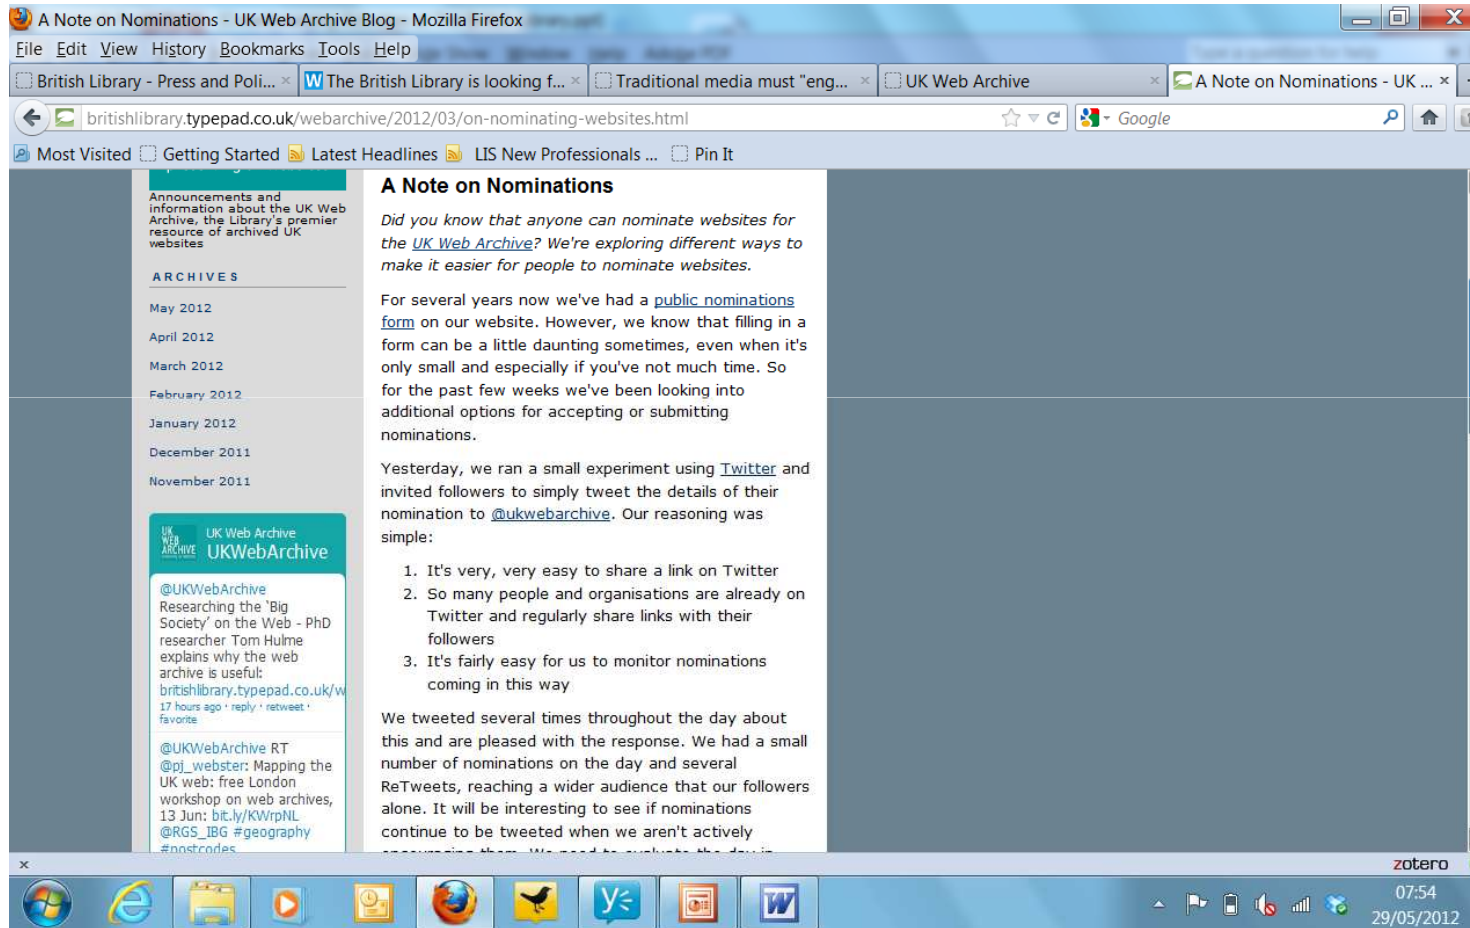 A Note on Nominations - UK Web Archive Blog - Mozilla Firefox
File Edit View History Bookmarks Tools Help
British Library - Press and Poli... The British Library is looking f... Traditional media must "eng... UK Web Archive A Note on Nominations - UK ...
britishlibrary.typepad.co.uk/webarchive/2012/03/on-nominating-websites.html Google
Most Visited Getting Started Latest Headlines LIS New Professionals ... Pin It
Announcements and
information about the UK Web
Archive, the Library's premier
resource of archived UK
websites
ARCHIVES
May 2012
April 2012
March 2012
February 2012
January 2012
December 2011
November 2011
UK WEB ARCHIVE
UK Web Archive
UKWebArchive
@UKWebArchive
Researching the 'Big
Society' on the Web - PhD
researcher Tom Hulme
explains why the web
archive is useful:
britishlibrary.typepad.co.uk/w
17 hours ago · reply · retweet ·
favorite
@UKWebArchive RT
@pj_webster: Mapping the
UK web: free London
workshop on web archives,
13 Jun: bit.ly/KWrpNL
@RGS_IBG #geography
#postcodes
A Note on Nominations
Did you know that anyone can nominate websites for
the UK Web Archive? We're exploring different ways to
make it easier for people to nominate websites.
For several years now we've had a public nominations
form on our website. However, we know that filling in a
form can be a little daunting sometimes, even when it's
only small and especially if you've not much time. So
for the past few weeks we've been looking into
additional options for accepting or submitting
nominations.
Yesterday, we ran a small experiment using Twitter and
invited followers to simply tweet the details of their
nomination to @ukwebarchive. Our reasoning was
simple:
1. It's very, very easy to share a link on Twitter
2. So many people and organisations are already on
Twitter and regularly share links with their
followers
3. It's fairly easy for us to monitor nominations
coming in this way
We tweeted several times throughout the day about
this and are pleased with the response. We had a small
number of nominations on the day and several
ReTweets, reaching a wider audience that our followers
alone. It will be interesting to see if nominations
continue to be tweeted when we aren't actively
encouraging them. We need to evaluate the day in
zotero
07:54
29/05/2012